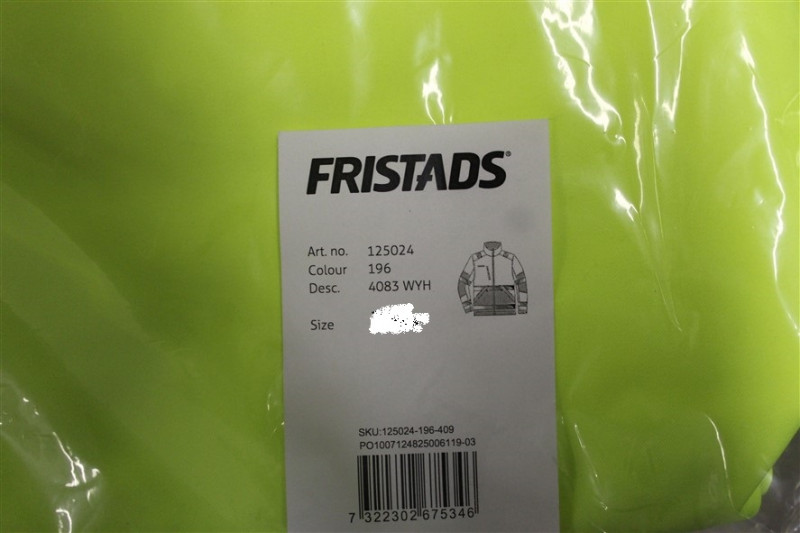 FRISTADS®
Art. no. 125024
Colour 196
Desc. 4083 WYH
Size
SKU:125024-196-409
PO1007124825006119-03
7 322302 675346